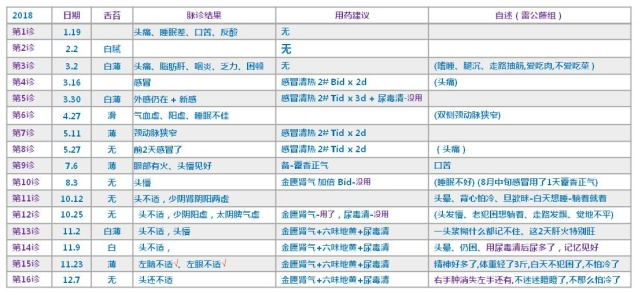 2018 日期 舌苔 脉诊结果 用药建议 自述（雷公藤组）
第1诊 1.19 头痛、睡眠差、口苦、反酸 无
第2诊 2.2 白腻 无
第3诊 3.2 白薄 头痛、脂肪肝、咽炎、乏力、困顿 无 (嗜睡、腿沉、走路抽筋,爱吃肉,不爱吃菜)
第4诊 3.16 感冒 感冒清热 2# Bid x 2d (头痛)
第5诊 3.30 白薄 外感仍在 + 新感 感冒清热 2# Tid x 3d + 尿毒清-没用
第6诊 4.27 滑 气血虚、阳虚、睡眠不佳 (双侧颈动脉狭窄)
第7诊 5.11 薄 颈动脉狭窄 感冒清热 2# Tid x 2d
第8诊 5.27 无 前2天感冒了 感冒清热 2# Tid x 2d (头痛)
第9诊 7.6 薄 眼部有火、头懵见好 备-藿香正气 口苦
第10诊 8.3 无 头懵 金匮肾气 加倍 Bid-没用 (睡眠不好) (8月中旬感冒用了1天藿香正气)
第11诊 10.12 无 头不适，少阴肾阴阳两虚 头晕、背心怕冷、旦欲眯-白天想睡-躺着就着
第12诊 10.25 无 头不适，少阴阳虚，太阴脾气虚 金匮肾气-用了，尿毒清-没用 (头发懵、老犯困想躺着、走路发飘、觉地不平)
第13诊 11.2 白薄 头不适，头懵 金匮肾气+六味地黄+尿毒清 一头浆糊什么都记不住、这2天肝火特别旺
第14诊 11.9 白 头不适， 金匮肾气+六味地黄+尿毒清 头晕、仍困、用尿毒清后尿多了，记忆见好
第15诊 11.23 薄 左脑不适√、左眼不适√ 金匮肾气+六味地黄+尿毒清 精神好多了,体重轻了3斤,白天不犯困了,不怕冷了
第16诊 12.7 无 头还不适 金匮肾气+六味地黄+尿毒清 右手肿消失左手还有,不迷迷睡睡了,不那么怕冷了